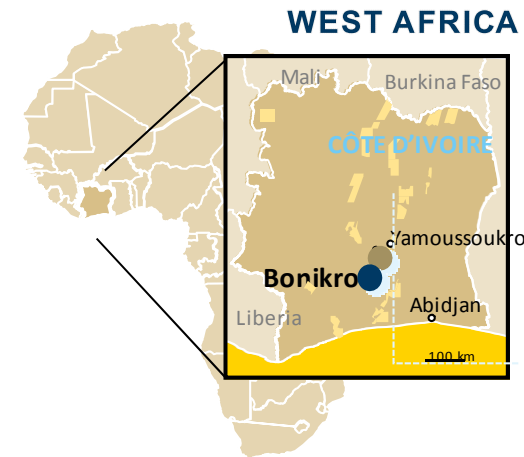 WEST AFRICA
Mali
Burkina Faso
CÔTE D'IVOIRE
Yamoussoukro
Bonikro
Abidjan
Liberia
100 km